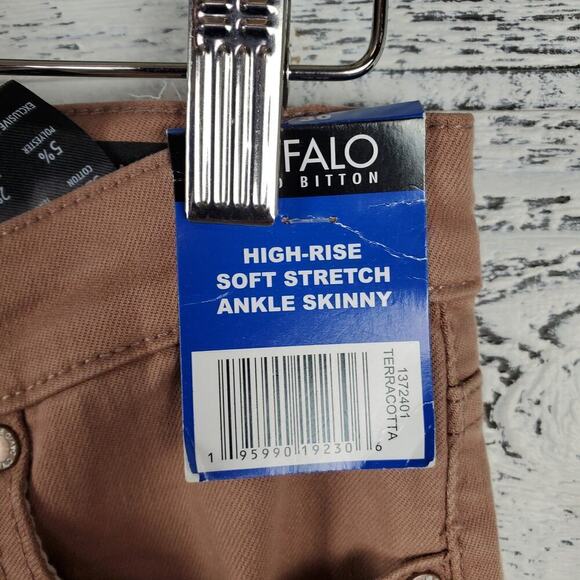 FALO
BITTON
HIGH-RISE
SOFT STRETCH
ANKLE SKINNY
1372401
TERRACOTTA
1 95990 19230 6
EXCLUSIVE
POLYESTER
5%
COTTON